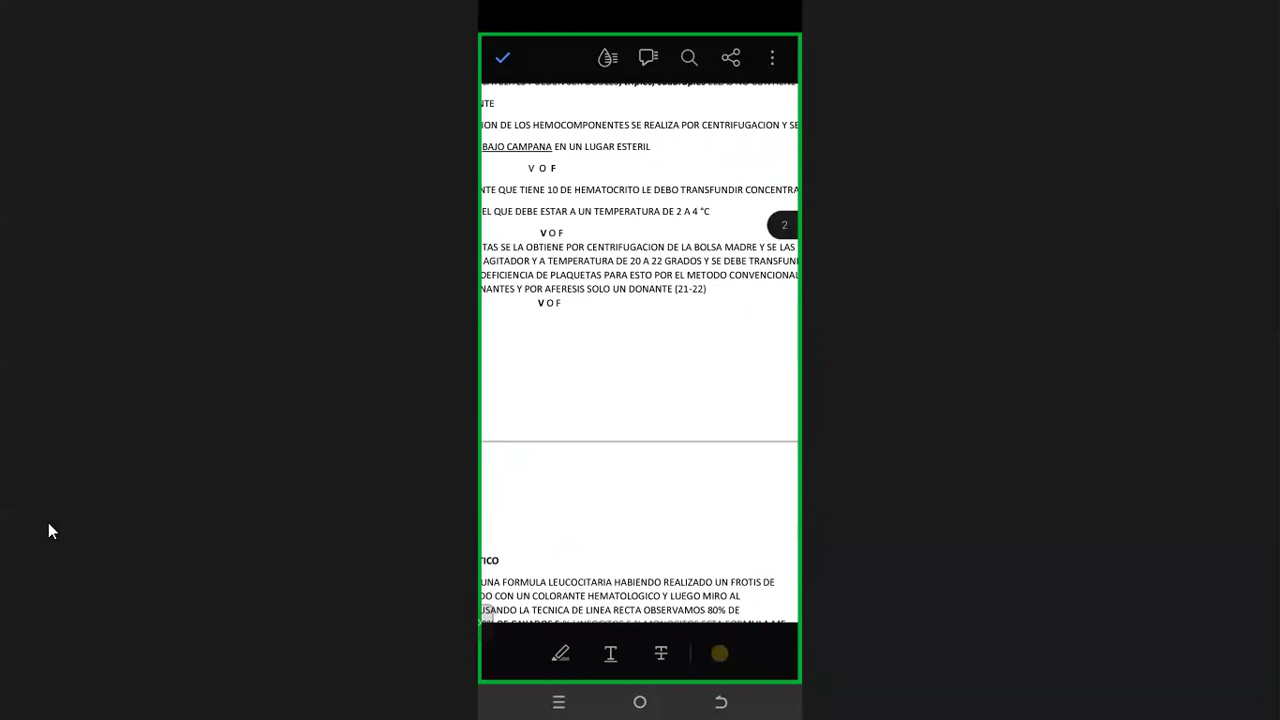 NTE
ION DE LOS HEMOCOMPONENTES SE REALIZA POR CENTRIFUGACION Y SE
BAJO CAMPANA EN UN LUGAR ESTERIL
V O F
NTE QUE TIENE 10 DE HEMATOCRITO LE DEBO TRANSFUNDIR CONCENTRA
EL QUE DEBE ESTAR A UN TEMPERATURA DE 2 A 4 °C
2
V O F
TAS SE LA OBTIENE POR CENTRIFUGACION DE LA BOLSA MADRE Y SE LAS
AGITADOR Y A TEMPERATURA DE 20 A 22 GRADOS Y SE DEBE TRANSFUN
DEFICIENCIA DE PLAQUETAS PARA ESTO POR EL METODO CONVENCIONAL
NANTES Y POR AFERESIS SOLO UN DONANTE (21-22)
V O F
TICO
UNA FORMULA LEUCOCITARIA HABIENDO REALIZADO UN FROTIS DE
DO CON UN COLORANTE HEMATOLOGICO Y LUEGO MIRO AL
USANDO LA TECNICA DE LINEA RECTA OBSERVAMOS 80% DE